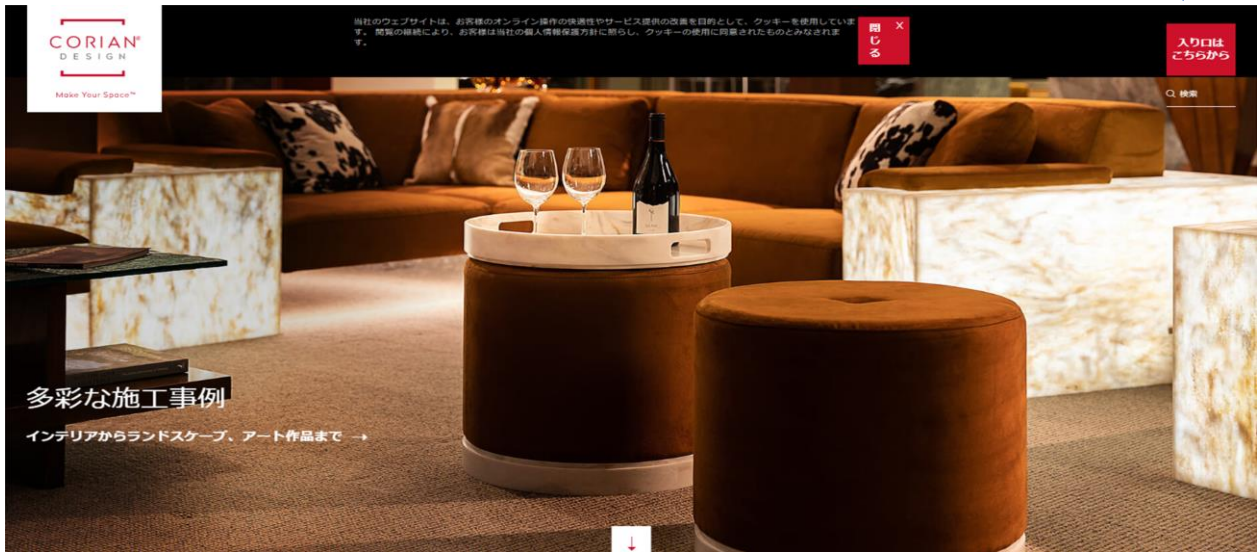 CORIAN®
DESIGN
Make Your Space™
当社のウェブサイトは、お客様のオンライン操作の快適性やサービス提供の改善を目的として、クッキーを使用していま
す。 閲覧の継続により、お客様は当社の個人情報保護方針に照らし、クッキーの使用に同意されたものとみなされま
す。
閉じる X
入り口は
こちらから
検索
多彩な施工事例
インテリアからランドスケープ、アート作品まで →
↓